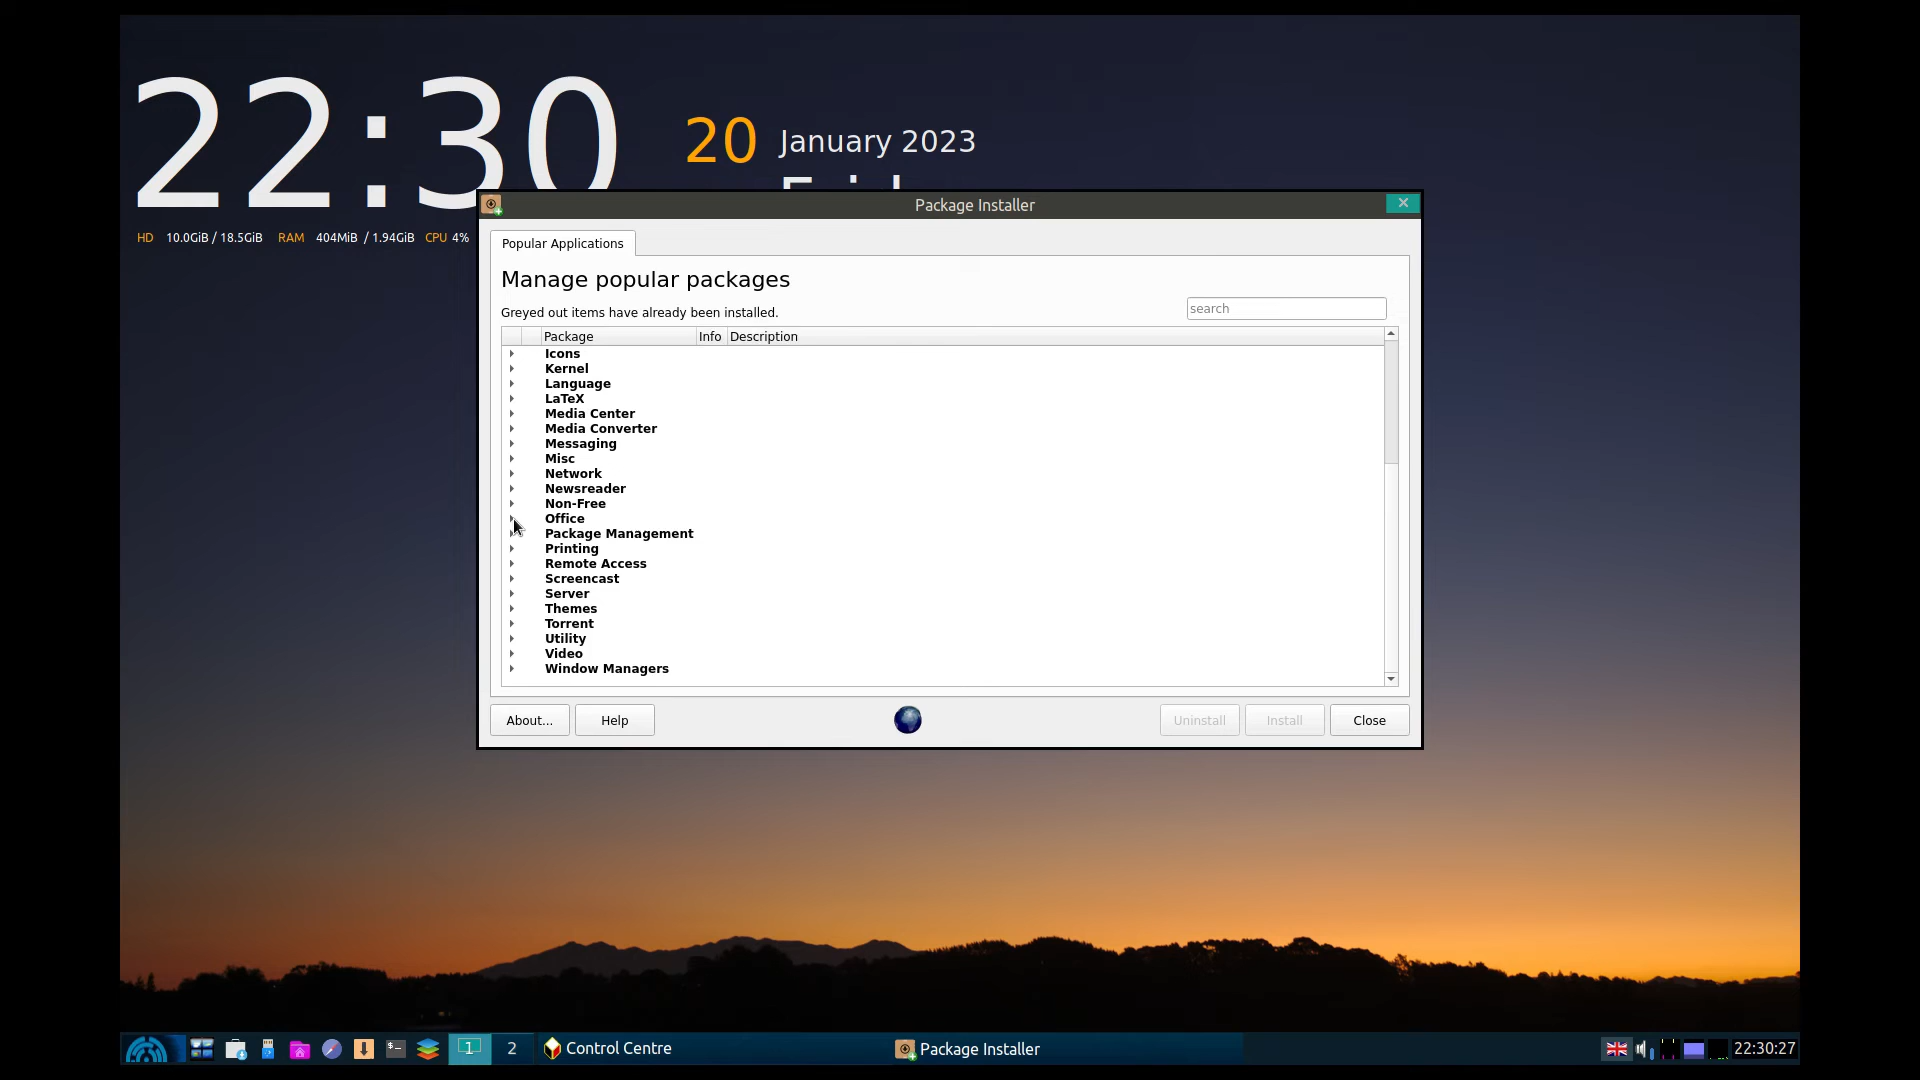 22:30
20 January 2023
HD 10.0GiB / 18.5GiB RAM 404MiB / 1.94GiB CPU 4%
Package Installer
Popular Applications
Manage popular packages
Greyed out items have already been installed.
search
Package Info Description
Icons
Kernel
Language
LaTeX
Media Center
Media Converter
Messaging
Misc
Network
Newsreader
Non-Free
Office
Package Management
Printing
Remote Access
Screencast
Server
Themes
Torrent
Utility
Video
Window Managers
About... Help Uninstall Install Close
1 2 Control Centre Package Installer 22:30:27